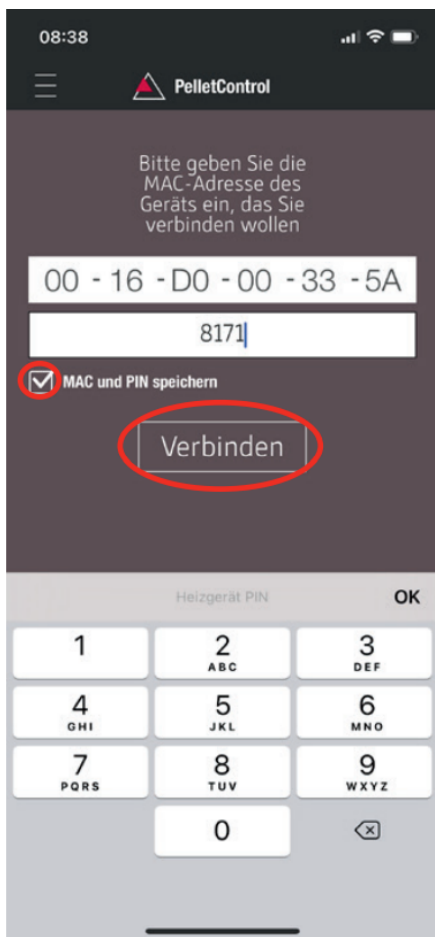 08:38
PelletControl
Bitte geben Sie die
MAC-Adresse des
Geräts ein, das Sie
verbinden wollen
00 - 16 - D0 - 00 - 33 - 5A
8171
MAC und PIN speichern
Verbinden
Heizgerät PIN OK
1 2 3
ABC DEF
4 5 6
GHI JKL MNO
7 8 9
PQRS TUV WXYZ
0